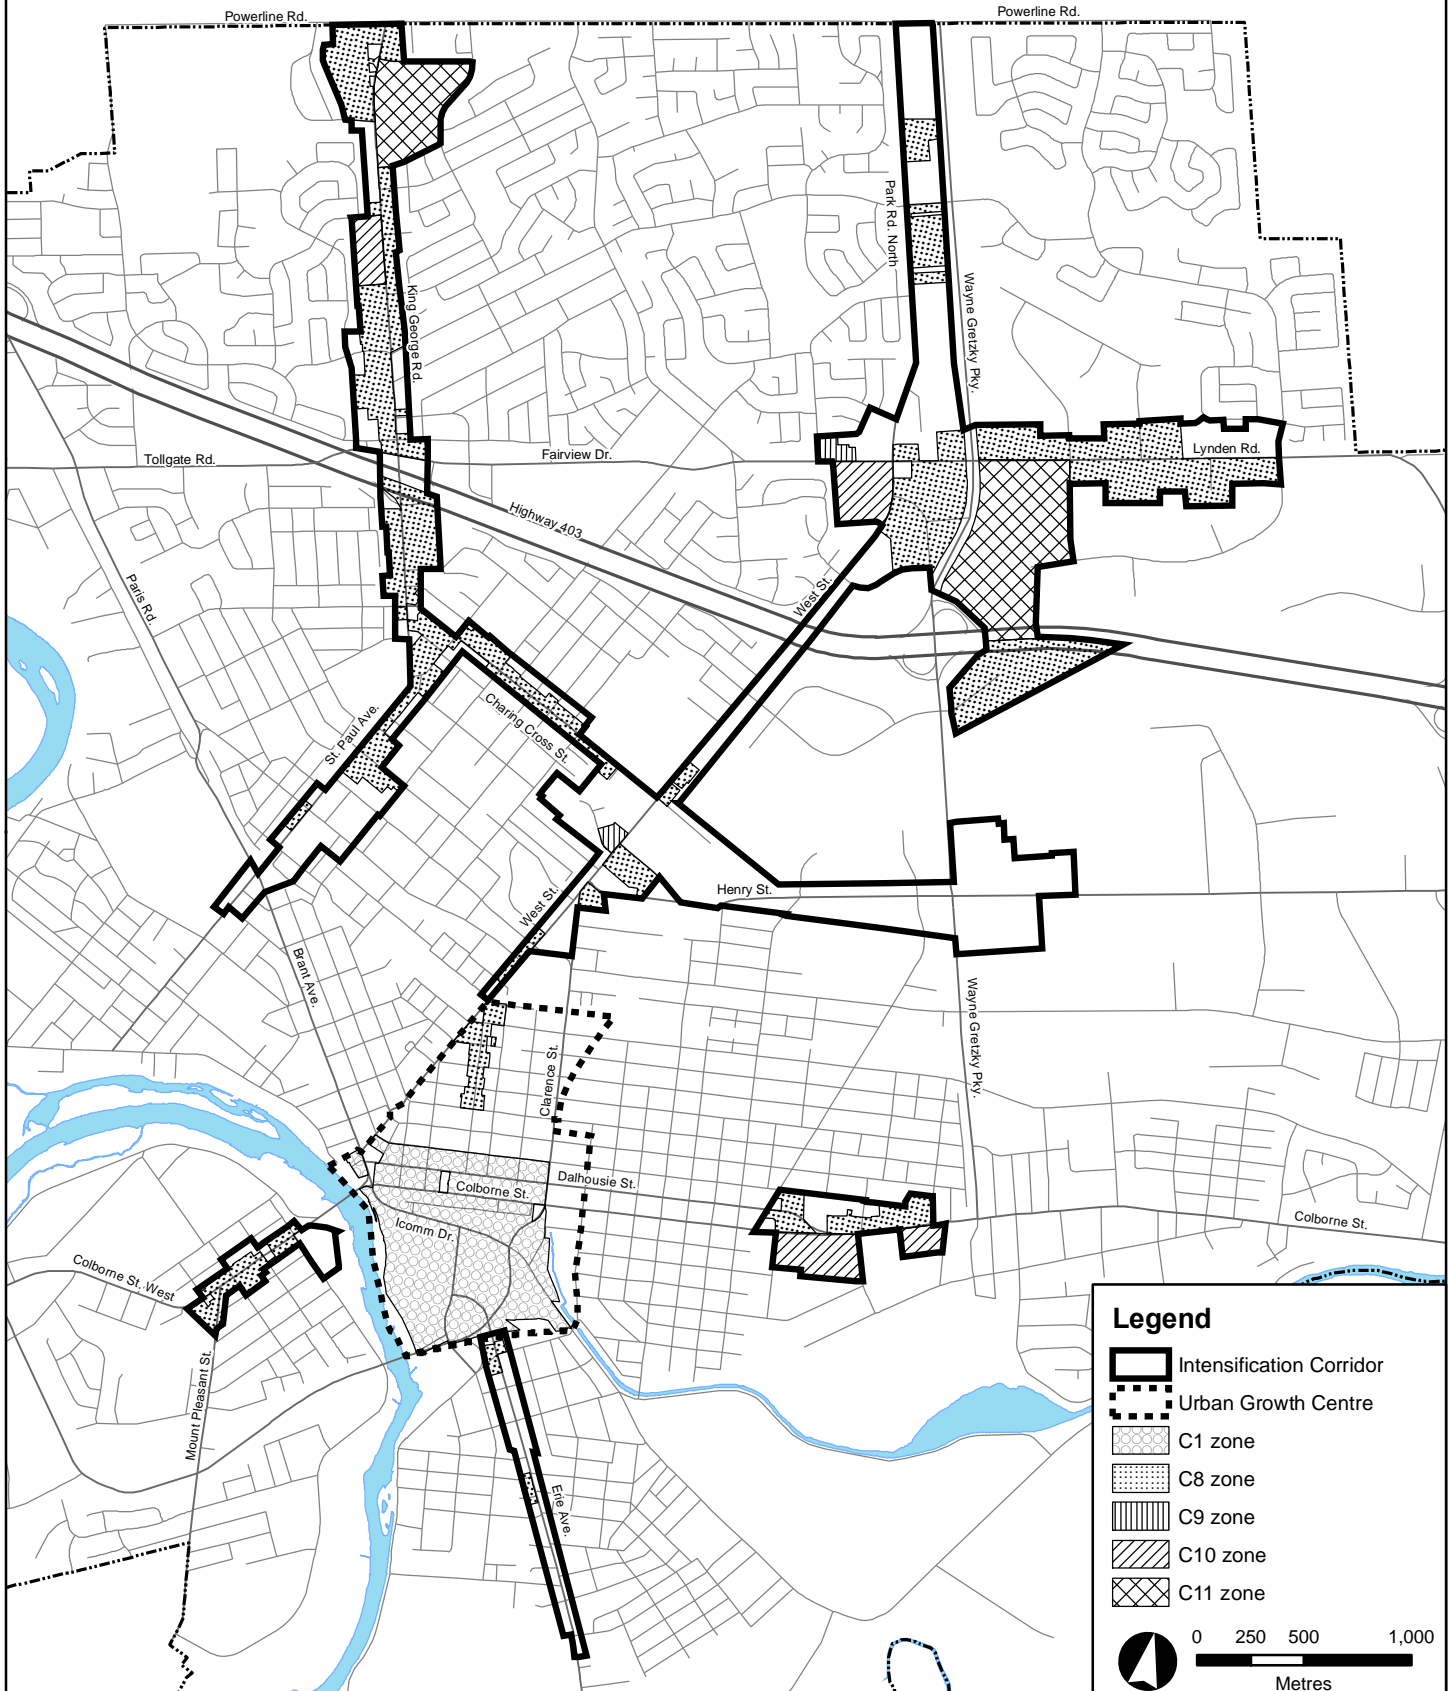 Powerline Rd.
Powerline Rd.
Park Rd. North
King George Rd.
Wayne Gretzky Pky.
Tollgate Rd.
Fairview Dr.
Lynden Rd.
Highway 403
Paris Rd.
West St.
St. Paul Ave.
Charing Cross St.
West St.
Henry St.
Brant Ave.
Wayne Gretzky Pky.
Clarence St.
Dalhousie St.
Colborne St.
Icomm Dr.
Colborne St.
Colborne St. West
Mount Pleasant St.
Erie Ave.
Legend
Intensification Corridor
Urban Growth Centre
C1 zone
C8 zone
C9 zone
C10 zone
C11 zone
0 250 500 1,000
Metres